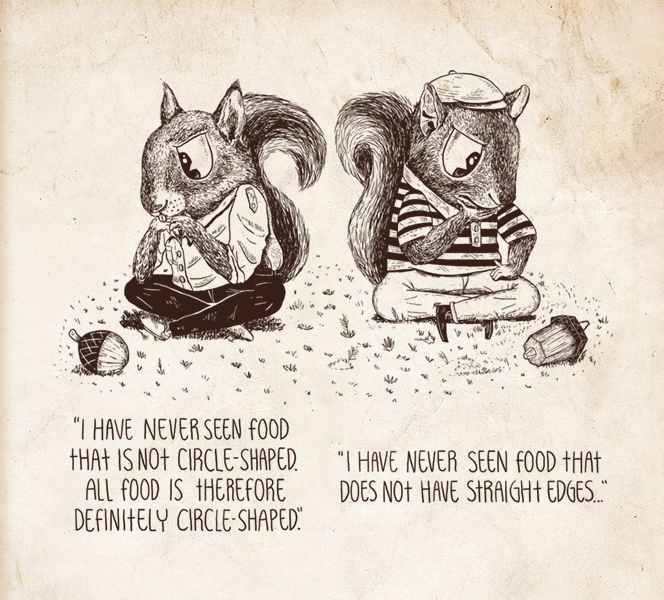 "I HAVE NEVER SEEN FOOD
THAT IS NOT CIRCLE-SHAPED.
ALL FOOD IS THEREFORE
DEFINITELY CIRCLE-SHAPED."
"I HAVE NEVER SEEN FOOD THAT
DOES NOT HAVE STRAIGHT EDGES..."